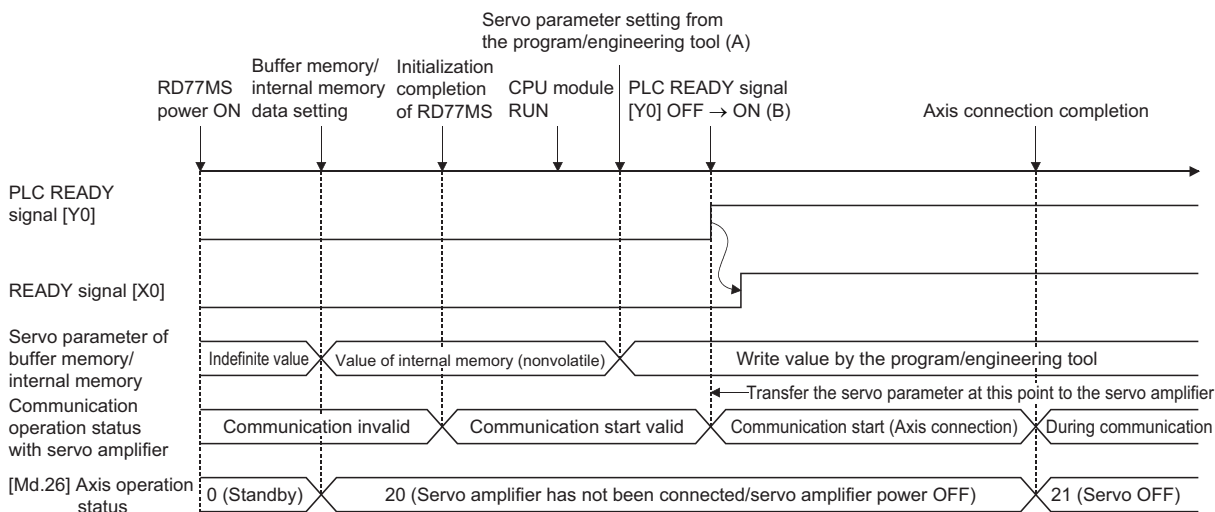 Servo parameter setting from
the program/engineering tool (A)
Buffer memory/
internal memory
data setting
Initialization
completion
of RD77MS
RD77MS
power ON
CPU module
RUN
PLC READY signal
[Y0] OFF → ON (B)
Axis connection completion
PLC READY
signal [Y0]
READY signal [X0]
Servo parameter of
buffer memory/
internal memory
Indefinite value
Value of internal memory (nonvolatile)
Write value by the program/engineering tool
Transfer the servo parameter at this point to the servo amplifier
Communication
operation status
with servo amplifier
Communication invalid
Communication start valid
Communication start (Axis connection)
During communication
[Md.26] Axis operation
status
0 (Standby)
20 (Servo amplifier has not been connected/servo amplifier power OFF)
21 (Servo OFF)